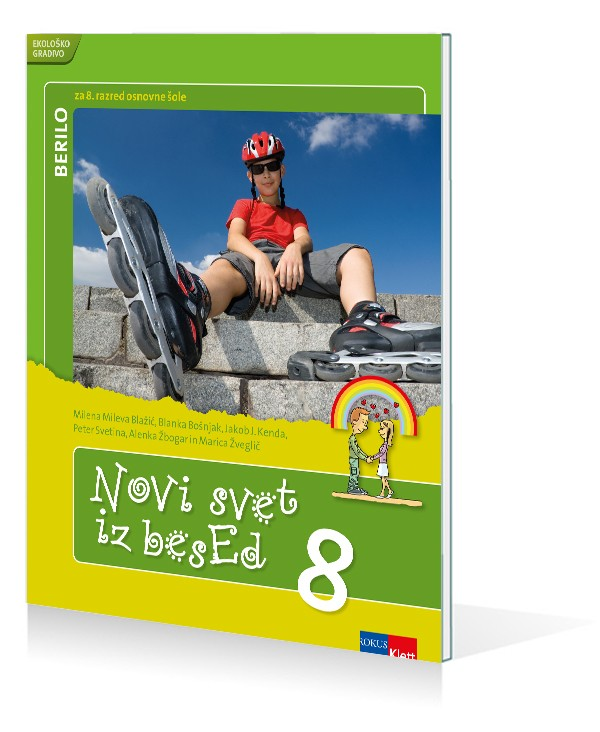 EKOLOŠKO
GRADIVO
za 8. razred osnovne šole
BERILO
Milena Mileva Blažić, Blanka Bošnjak, Jakob J. Kenda,
Peter Svetina, Alenka Žbogar in Marica Žveglič
Novi svet
iz besEd
8
ROKUS
Klett